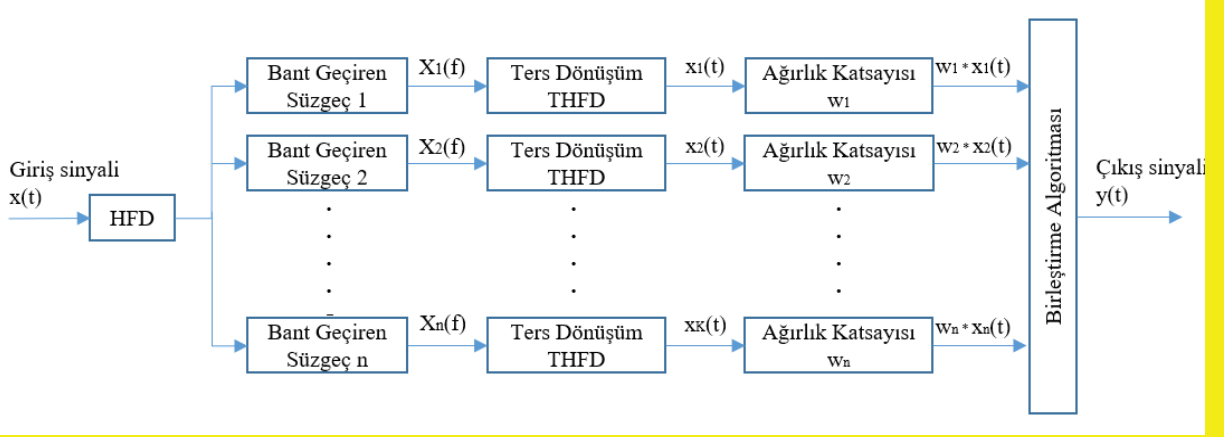 Giriş sinyali
x(t)
HFD
Bant Geçiren
Süzgeç 1
X1(f)
Ters Dönüşüm
THFD
x1(t)
Ağırlık Katsayısı
w1
w1 * x1(t)
Bant Geçiren
Süzgeç 2
X2(f)
Ters Dönüşüm
THFD
x2(t)
Ağırlık Katsayısı
w2
w2 * x2(t)
Bant Geçiren
Süzgeç n
Xn(f)
Ters Dönüşüm
THFD
xK(t)
Ağırlık Katsayısı
wn
wn * xn(t)
Birleştirme Algoritması
Çıkış sinyali
y(t)